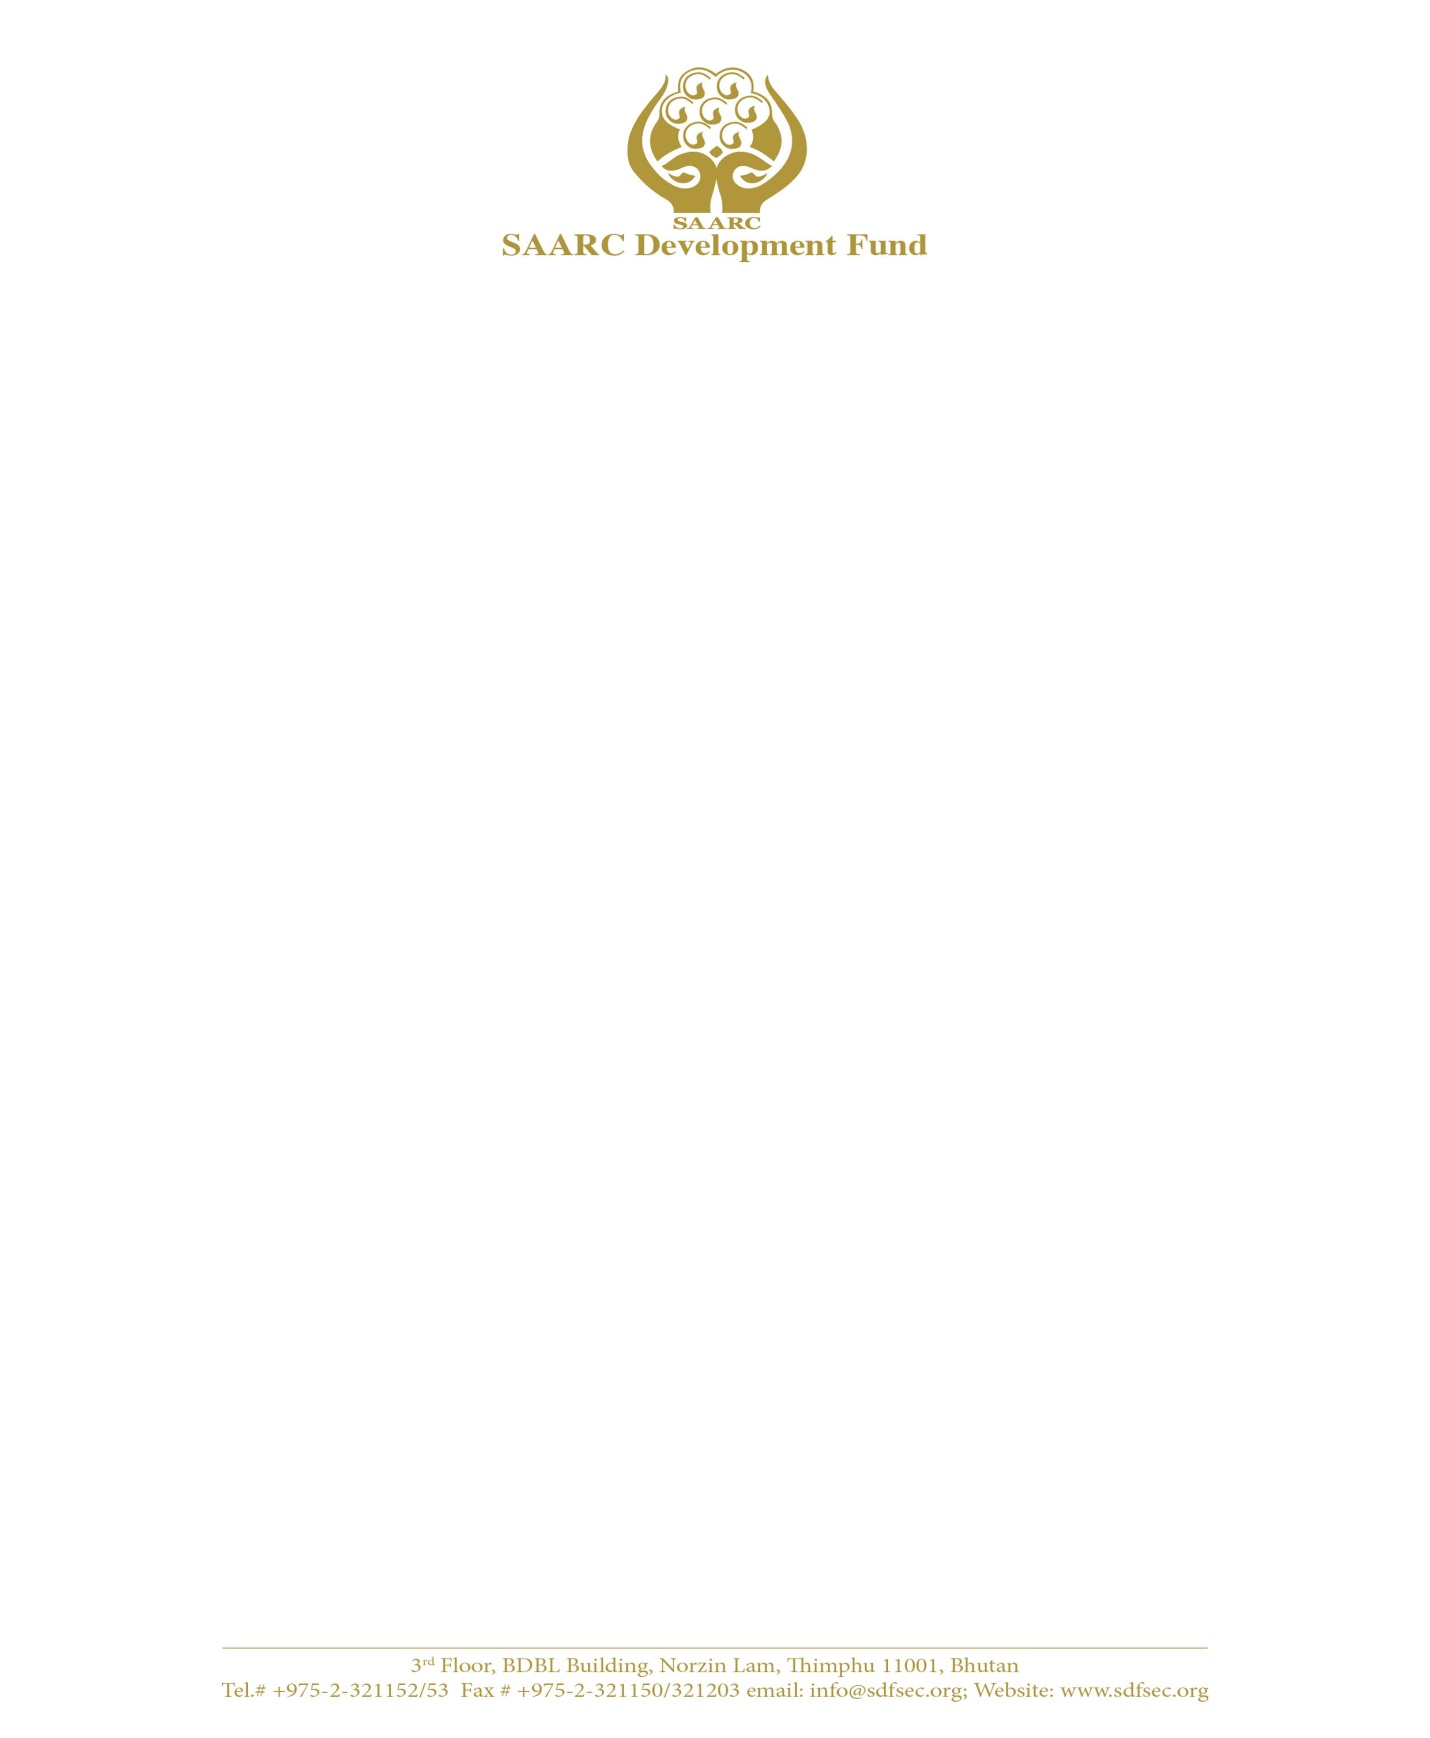 SAARC
SAARC Development Fund
3rd Floor, BDBL Building, Norzin Lam, Thimphu 11001, Bhutan
Tel.# +975-2-321152/53  Fax # +975-2-321150/321203 email: info@sdfsec.org; Website: www.sdfsec.org